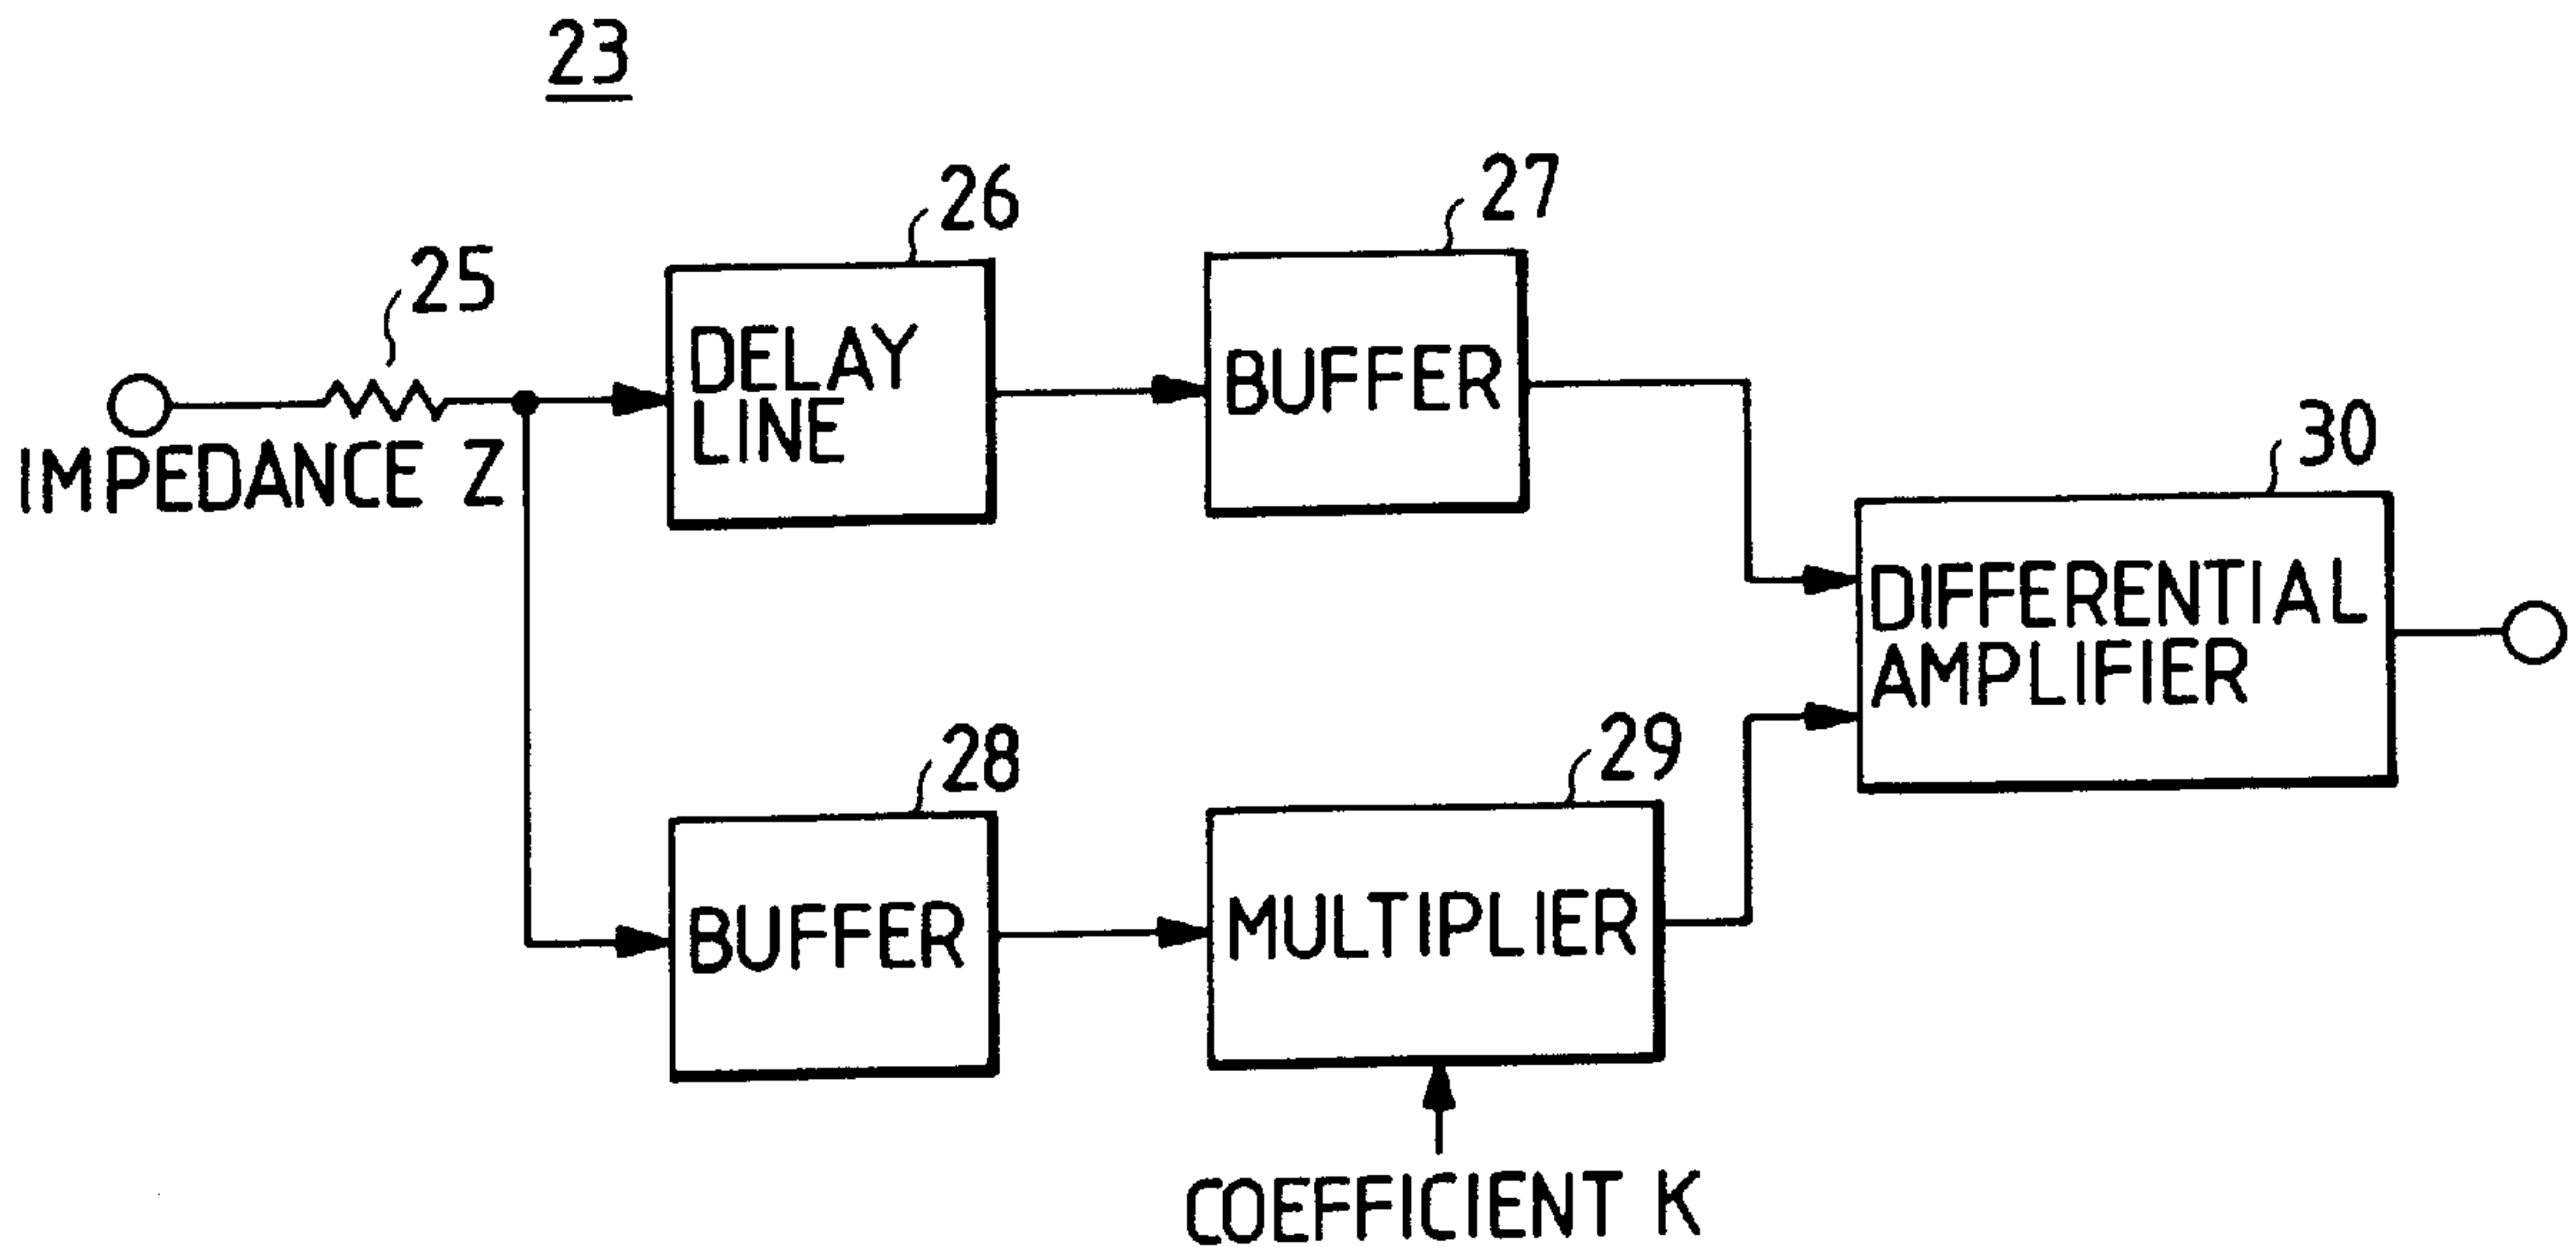 23
26
27
25
DELAY
LINE
BUFFER
IMPEDANCE Z
30
DIFFERENTIAL
AMPLIFIER
28
29
BUFFER
MULTIPLIER
COEFFICIENT K